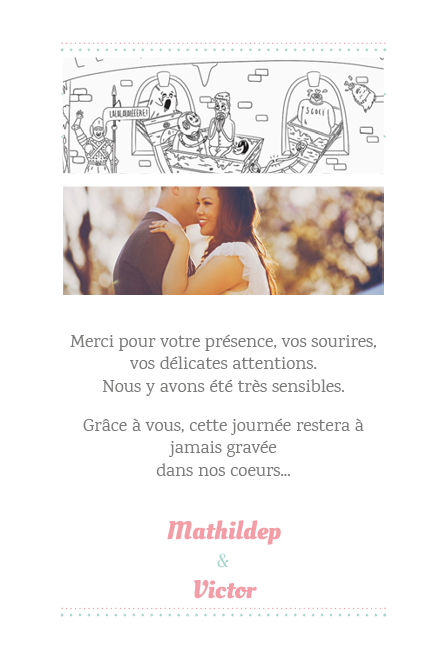 Merci pour votre présence, vos sourires,
vos délicates attentions.
Nous y avons été très sensibles.
Grâce à vous, cette journée restera à
jamais gravée
dans nos coeurs...
Mathildep
&
Victor